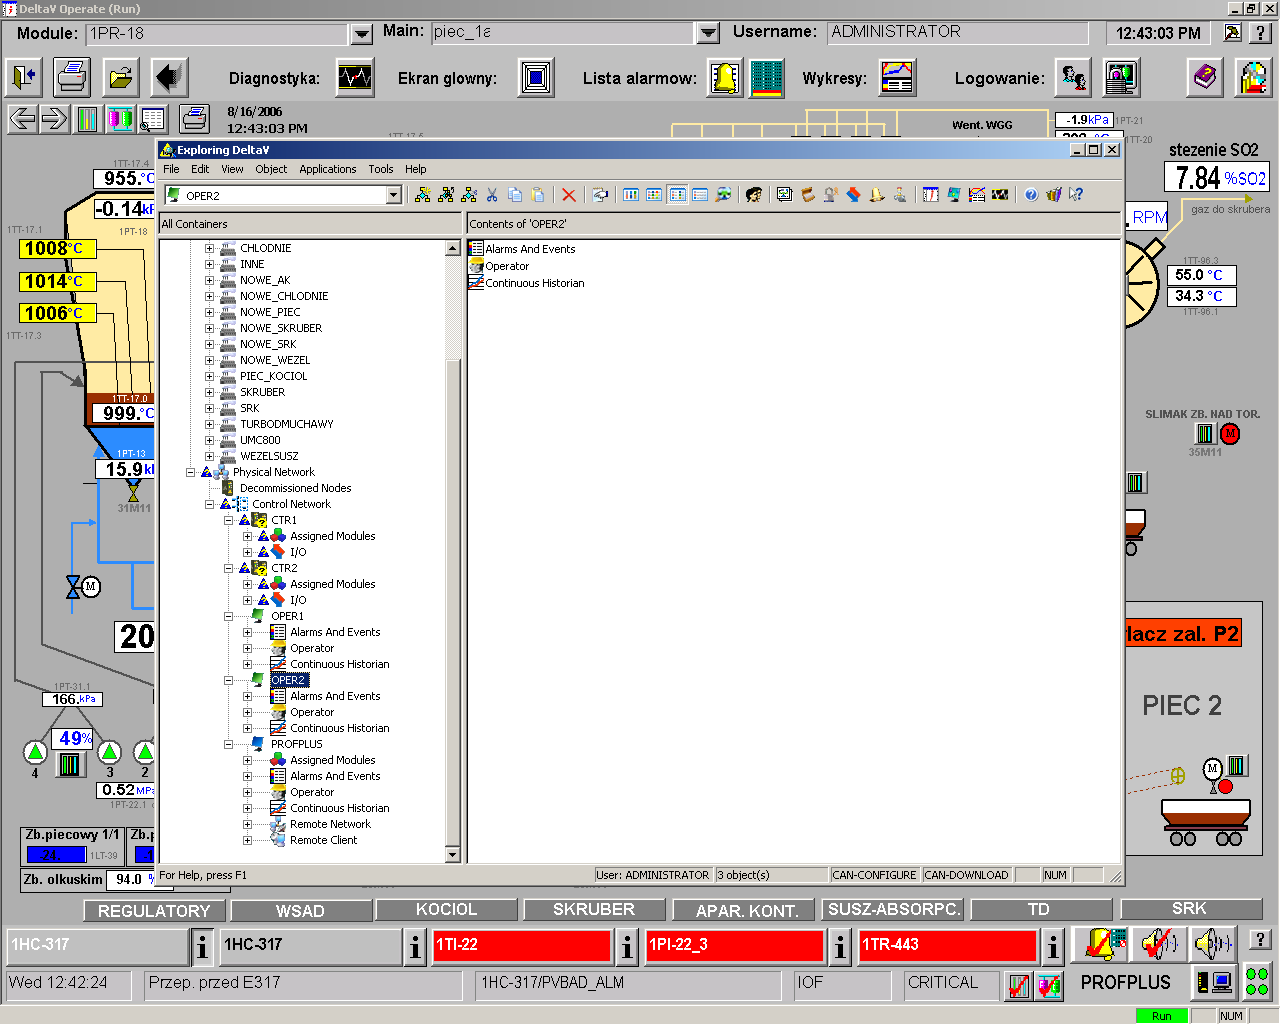 DeltaV Operate (Run)
Module: 1PR-18 Main: piec_1a Username: ADMINISTRATOR 12:43:03 PM
Diagnostyka: Ekran glowny: Lista alarmow: Wykresy: Logowanie:
8/16/2006
12:43:03 PM
Went. WGG
-1.9 kPa 1PT-21
1TT-20
stezenie SO2
7.84 %SO2
gaz do skrubera
RPM
1TT-96.3
55.0 °C
34.3 °C
1TT-96.1
SLIMAK ZB. NAD TOR.
M
35M11
łacz zal. P2
PIEC 2
M
1TT-17.4
955.°C
-0.14
1TT-17.1
1PT-18
1008°C
1014°C
1006°C
1TT-17.3
1TT-17.0
999.°C
1PT-13
15.9
31M11
M
20
1PT-31.1
166.kPa
49%
4 3 2
0.52 MPa
1PT-22.1
Zb.piecowy 1/1
24. 1LT-39
Zb. olkuskim 94.0
Exploring DeltaV
File Edit View Object Applications Tools Help
OPER2
All Containers
Contents of 'OPER2'
CHLODNIE
INNE
NOWE_AK
NOWE_CHLODNIE
NOWE_PIEC
NOWE_SKRUBER
NOWE_SRK
NOWE_WEZEL
PIEC_KOCIOL
SKRUBER
SRK
TURBODMUCHAWY
UMC800
WEZELSUSZ
Physical Network
Decommissioned Nodes
Control Network
CTR1
Assigned Modules
I/O
CTR2
Assigned Modules
I/O
OPER1
Alarms And Events
Operator
Continuous Historian
OPER2
Alarms And Events
Operator
Continuous Historian
PROFPLUS
Assigned Modules
Alarms And Events
Operator
Continuous Historian
Remote Network
Remote Client
Alarms And Events
Operator
Continuous Historian
For Help, press F1
User: ADMINISTRATOR 3 object(s) CAN-CONFIGURE CAN-DOWNLOAD NUM
REGULATORY WSAD KOCIOL SKRUBER APAR. KONT. SUSZ-ABSORPC. TD SRK
1HC-317 1HC-317 1TI-22 1PI-22_3 1TR-443
Wed 12:42:24 Przep. przed E317 1HC-317/PVBAD_ALM IOF CRITICAL PROFPLUS
Run NUM